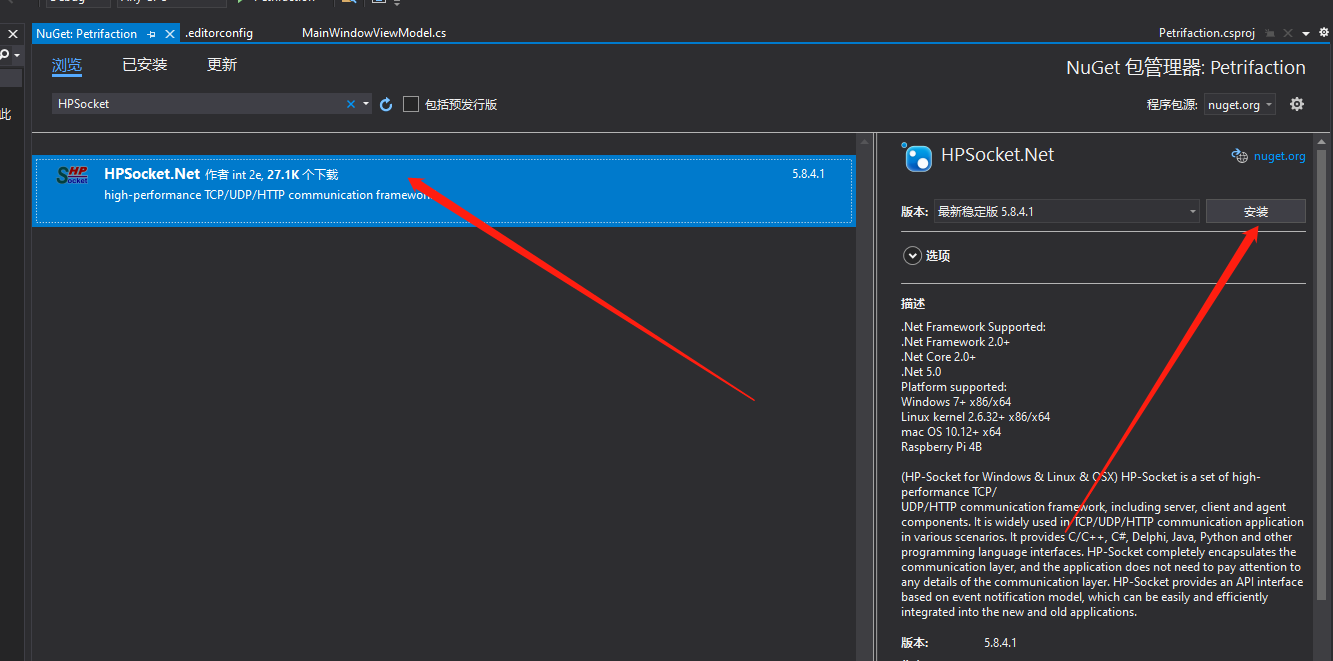 NuGet: Petrifaction
.editorconfig
MainWindowViewModel.cs
Petrifaction.csproj
浏览
已安装
更新
NuGet 包管理器: Petrifaction
此
HPSocket
包括预发行版
程序包源:
nuget.org
HP
Socket
HPSocket.Net 作者 int 2e, 27.1K 个下载
5.8.4.1
high-performance TCP/UDP/HTTP communication framewor
HPSocket.Net
nuget.org
版本:
最新稳定版 5.8.4.1
安装
选项
描述
.Net Framework Supported:
.Net Framework 2.0+
.Net Core 2.0+
.Net 5.0
Platform supported:
Windows 7+ x86/x64
Linux kernel 2.6.32+ x86/x64
mac OS 10.12+ x64
Raspberry Pi 4B
(HP-Socket for Windows & Linux & OSX) HP-Socket is a set of high-
performance TCP/
UDP/HTTP communication framework, including server, client and agent
components. It is widely used in TCP/UDP/HTTP communication application
in various scenarios. It provides C/C++, C#, Delphi, Java, Python and other
programming language interfaces. HP-Socket completely encapsulates the
communication layer, and the application does not need to pay attention to
any details of the communication layer. HP-Socket provides an API interface
based on event notification model, which can be easily and efficiently
integrated into the new and old applications.
版本:
5.8.4.1